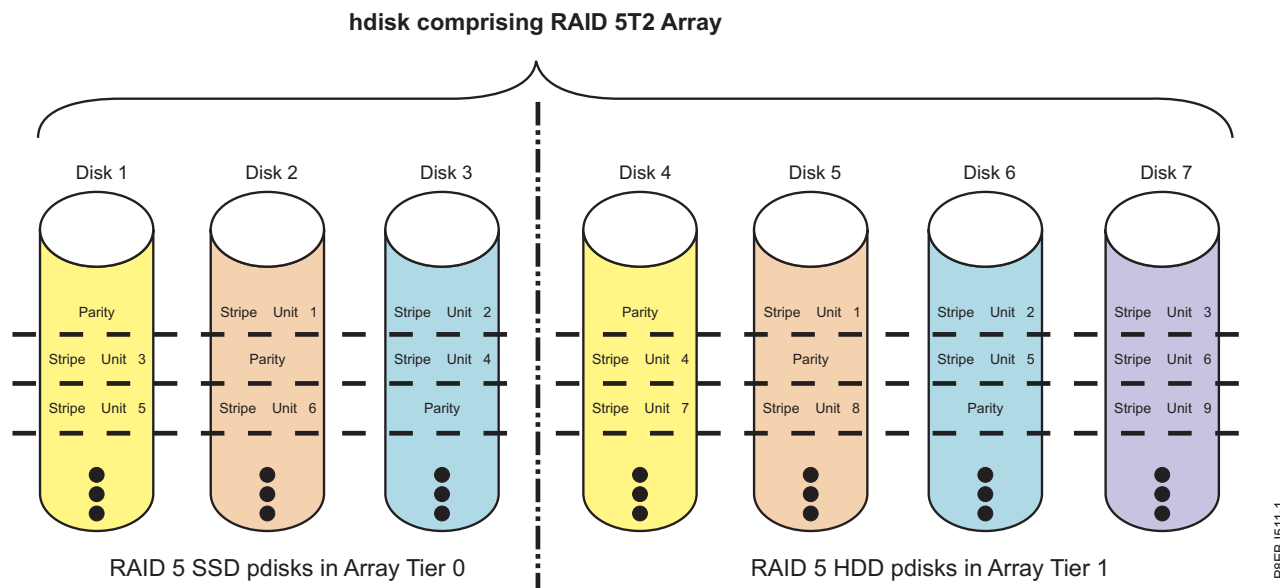 hdisk comprising RAID 5T2 Array
Disk 1 Disk 2 Disk 3 Disk 4 Disk 5 Disk 6 Disk 7
Parity Stripe Unit 1 Stripe Unit 2 Parity Stripe Unit 1 Stripe Unit 2 Stripe Unit 3
Stripe Unit 3 Parity Stripe Unit 4 Stripe Unit 4 Parity Stripe Unit 5 Stripe Unit 6
Stripe Unit 5 Stripe Unit 6 Parity Stripe Unit 7 Stripe Unit 8 Parity Stripe Unit 9
RAID 5 SSD pdisks in Array Tier 0 RAID 5 HDD pdisks in Array Tier 1